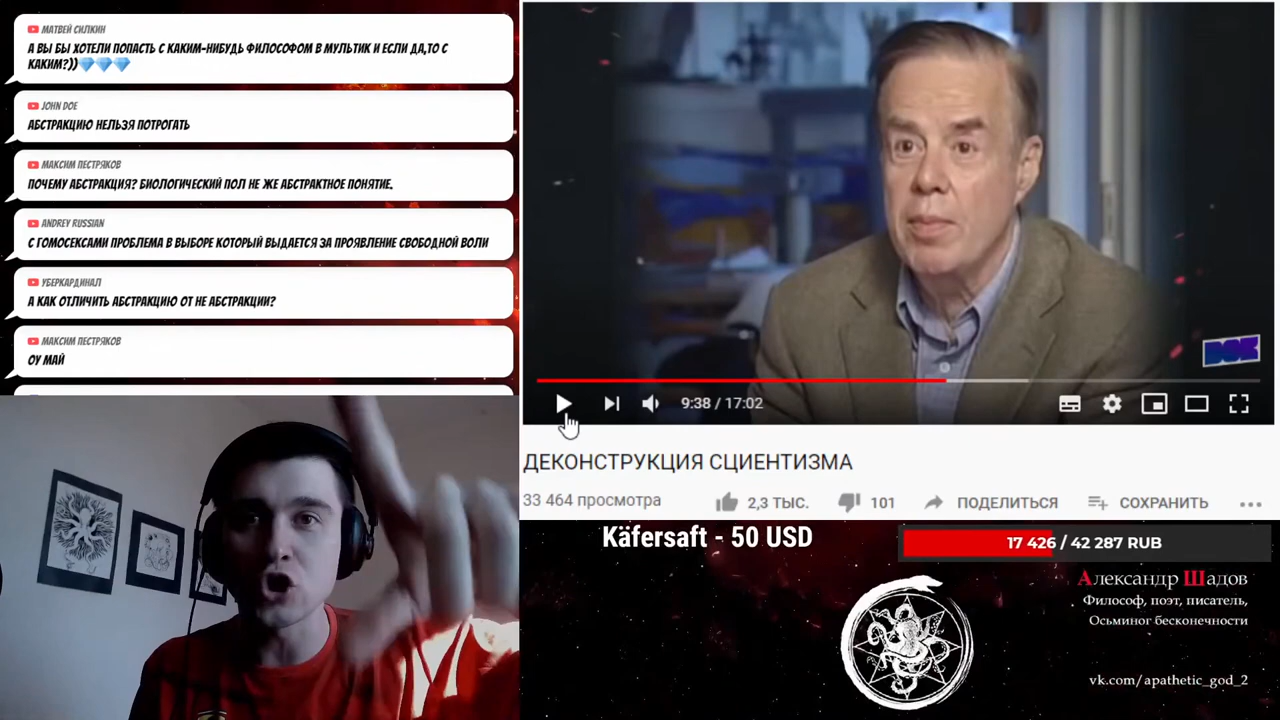 МАТВЕЙ СИЛКИН
А ВЫ БЫ ХОТЕЛИ ПОПАСТЬ С КАКИМ-НИБУДЬ ФИЛОСОФОМ В МУЛЬТИК И ЕСЛИ ДА,ТО С
КАКИМ?))
JOHN DOE
АБСТРАКЦИЮ НЕЛЬЗЯ ПОТРОГАТЬ
МАКСИМ ПЕСТРЯКОВ
ПОЧЕМУ АБСТРАКЦИЯ? БИОЛОГИЧЕСКИЙ ПОЛ НЕ ЖЕ АБСТРАКТНОЕ ПОНЯТИЕ.
ANDREY RUSSIAN
С ГОМОСЕКСАМИ ПРОБЛЕМА В ВЫБОРЕ КОТОРЫЙ ВЫДАЕТСЯ ЗА ПРОЯВЛЕНИЕ СВОБОДНОЙ ВОЛИ
УБЕРКАРДИНАЛ
А КАК ОТЛИЧИТЬ АБСТРАКЦИЮ ОТ НЕ АБСТРАКЦИИ?
МАКСИМ ПЕСТРЯКОВ
ОУ МАЙ
9:38 / 17:02
ДЕКОНСТРУКЦИЯ СЦИЕНТИЗМА
33 464 просмотра
2,3 ТЫС.
101
ПОДЕЛИТЬСЯ
СОХРАНИТЬ
Käfersaft - 50 USD
17 426 / 42 287 RUB
Александр Шадов
Философ, поэт, писатель,
Осьминог бесконечности
vk.com/apathetic_god_2